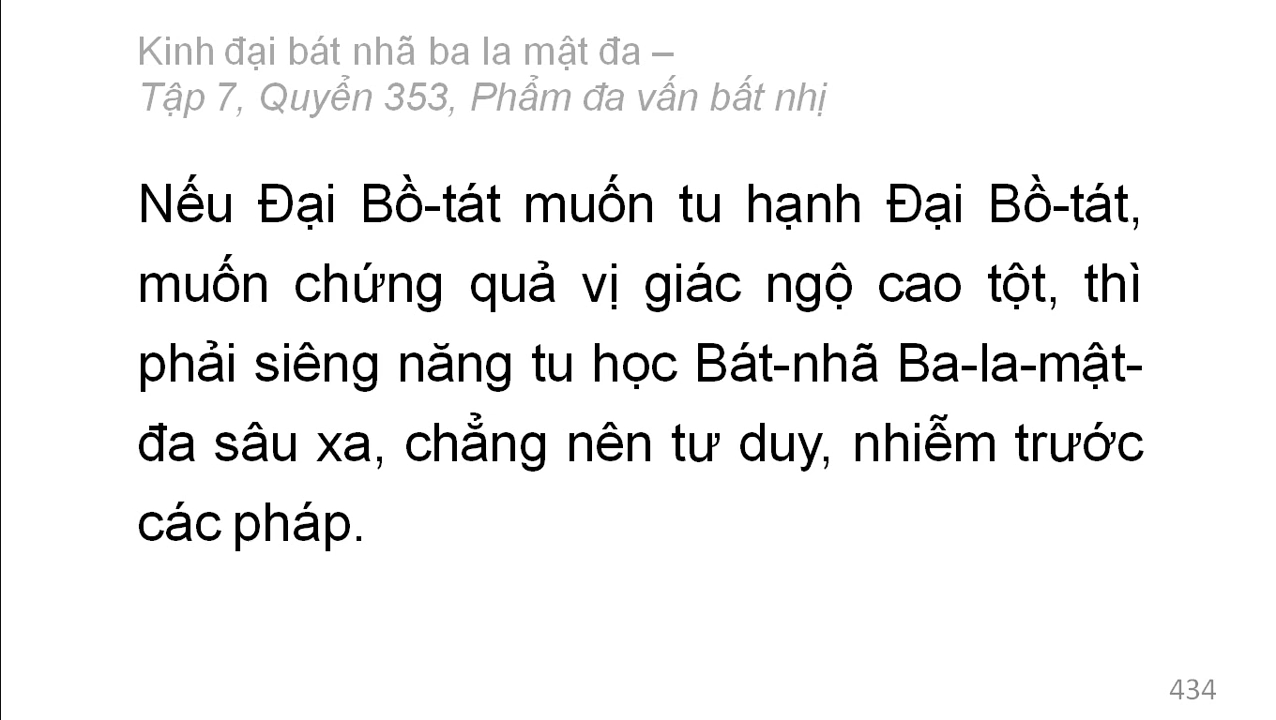 Kinh đại bát nhã ba la mật đa –
Tập 7, Quyển 353, Phẩm đa vấn bất nhị
Nếu Đại Bồ-tát muốn tu hạnh Đại Bồ-tát,
muốn chứng quả vị giác ngộ cao tột, thì
phải siêng năng tu học Bát-nhã Ba-la-mật-
đa sâu xa, chẳng nên tư duy, nhiễm trước
các pháp.
434